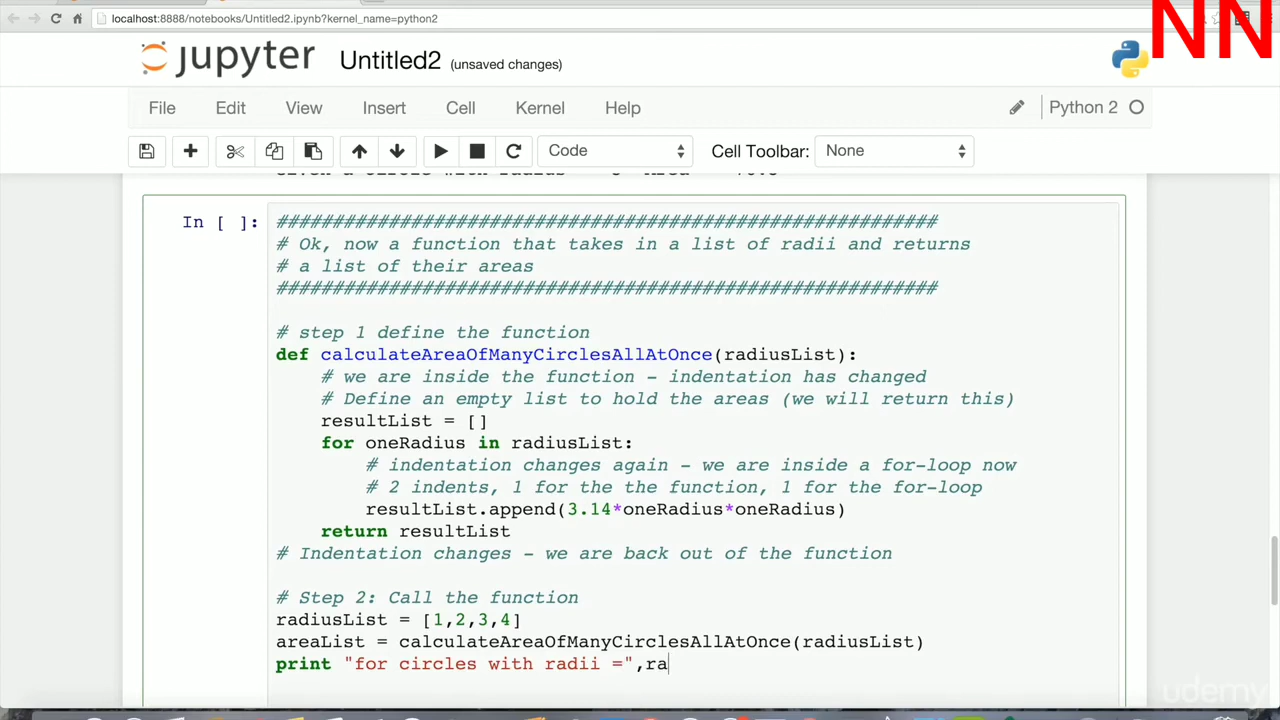 localhost:8888/notebooks/Untitled2.ipynb?kernel_name=python2
NN
jupyter Untitled2 (unsaved changes)
File Edit View Insert Cell Kernel Help Python 2
Code Cell Toolbar: None
In [ ]: ###########################################################
# Ok, now a function that takes in a list of radii and returns
# a list of their areas
###########################################################
# step 1 define the function
def calculateAreaOfManyCirclesAllAtOnce(radiusList):
# we are inside the function - indentation has changed
# Define an empty list to hold the areas (we will return this)
resultList = []
for oneRadius in radiusList:
# indentation changes again - we are inside a for-loop now
# 2 indents, 1 for the the function, 1 for the for-loop
resultList.append(3.14*oneRadius*oneRadius)
return resultList
# Indentation changes - we are back out of the function
# Step 2: Call the function
radiusList = [1,2,3,4]
areaList = calculateAreaOfManyCirclesAllAtOnce(radiusList)
print "for circles with radii =",ra
udemy